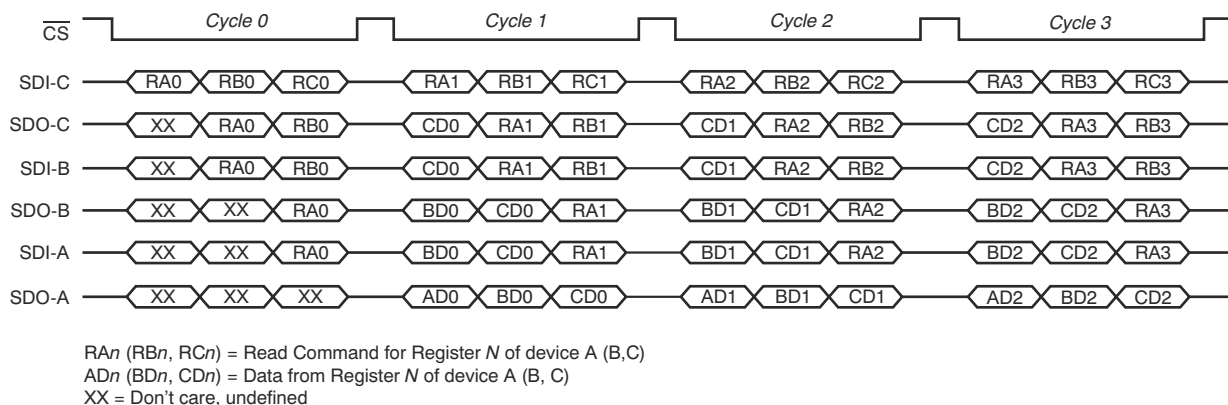 CS Cycle 0 Cycle 1 Cycle 2 Cycle 3
SDI-C RA0 RB0 RC0 RA1 RB1 RC1 RA2 RB2 RC2 RA3 RB3 RC3
SDO-C XX RA0 RB0 CD0 RA1 RB1 CD1 RA2 RB2 CD2 RA3 RB3
SDI-B XX RA0 RB0 CD0 RA1 RB1 CD1 RA2 RB2 CD2 RA3 RB3
SDO-B XX XX RA0 BD0 CD0 RA1 BD1 CD1 RA2 BD2 CD2 RA3
SDI-A XX XX RA0 BD0 CD0 RA1 BD1 CD1 RA2 BD2 CD2 RA3
SDO-A XX XX XX AD0 BD0 CD0 AD1 BD1 CD1 AD2 BD2 CD2
RAn (RBn, RCn) = Read Command for Register N of device A (B,C)
ADn (BDn, CDn) = Data from Register N of device A (B, C)
XX = Don't care, undefined